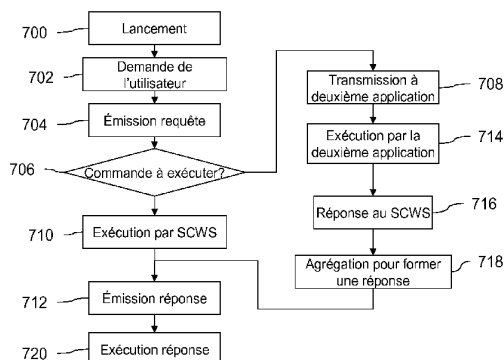 700
Lancement
702
Demande de
l'utilisateur
704
Émission requête
706
Commande à exécuter?
710
Exécution par SCWS
712
Émission réponse
720
Exécution réponse
Transmission à
deuxième application
708
Exécution par la
deuxième application
714
Réponse au SCWS
716
Agrégation pour former
une réponse
718